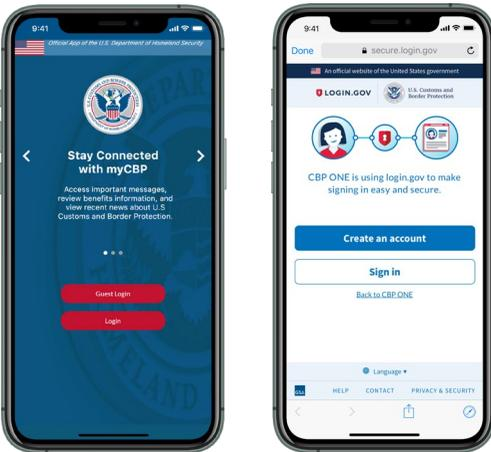 9:41
Official App of the U.S. Department of Homeland Security
Stay Connected
with myCBP
Access important messages,
review benefits information, and
view recent news about U.S
Customs and Border Protection.
Guest Login
Login
9:41
Done
secure.login.gov
An official website of the United States government
LOGIN.GOV
U.S. Customs and
Border Protection
CBP ONE is using login.gov to make
signing in easy and secure.
Create an account
Sign in
Back to CBP ONE
Language
GSA
HELP
CONTACT
PRIVACY & SECURITY